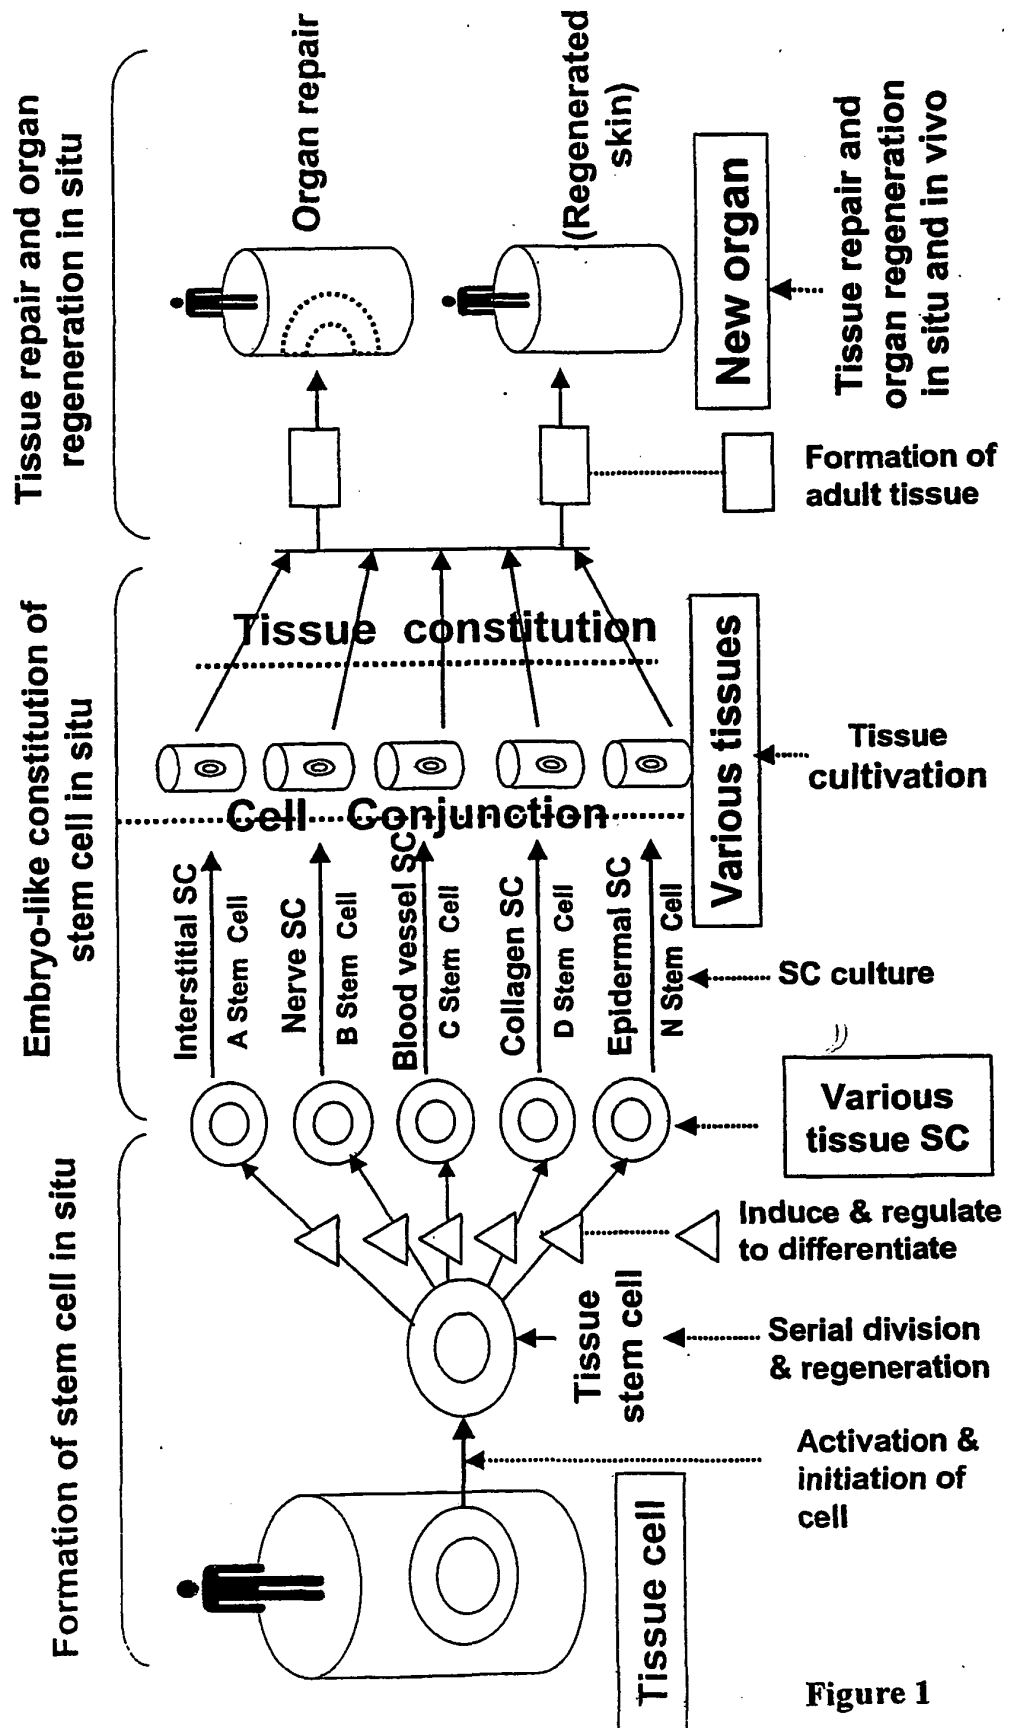 Tissue repair and organ
regeneration in situ
Organ repair
(Regenerated
skin)
New organ
Tissue repair and
organ regeneration
in situ and in vivo
Formation of
adult tissue
Embryo-like constitution of
stem cell in situ
Tissue constitution
Various tissues
Tissue
cultivation
Cell Conjunction
Interstitial SC
A Stem Cell
Nerve SC
B Stem Cell
Blood vessel SC
C Stem Cell
Collagen SC
D Stem Cell
Epidermal SC
N Stem Cell
SC culture
Various
tissue SC
Formation of stem cell in situ
Induce & regulate
to differentiate
Tissue
stem cell
Serial division
& regeneration
Activation &
initiation of
cell
Tissue cell
Figure 1